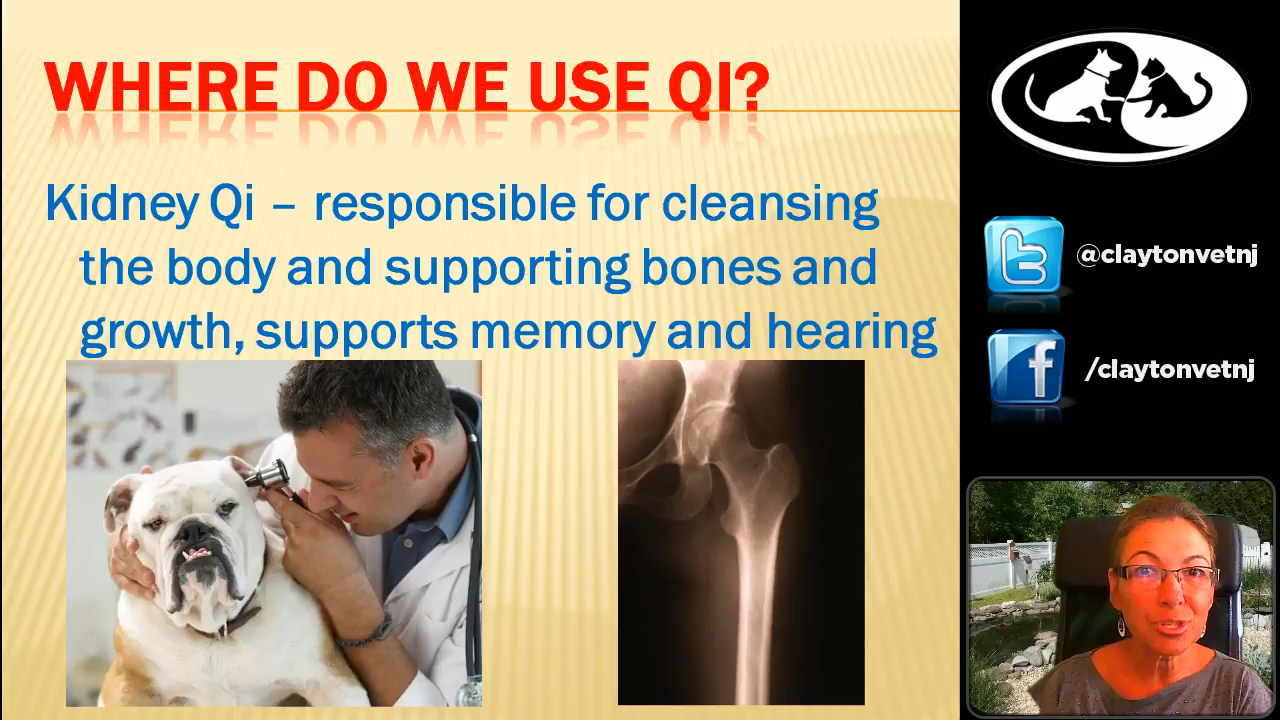 WHERE DO WE USE QI?
Kidney Qi – responsible for cleansing
the body and supporting bones and
growth, supports memory and hearing
@claytonvetnj
/claytonvetnj